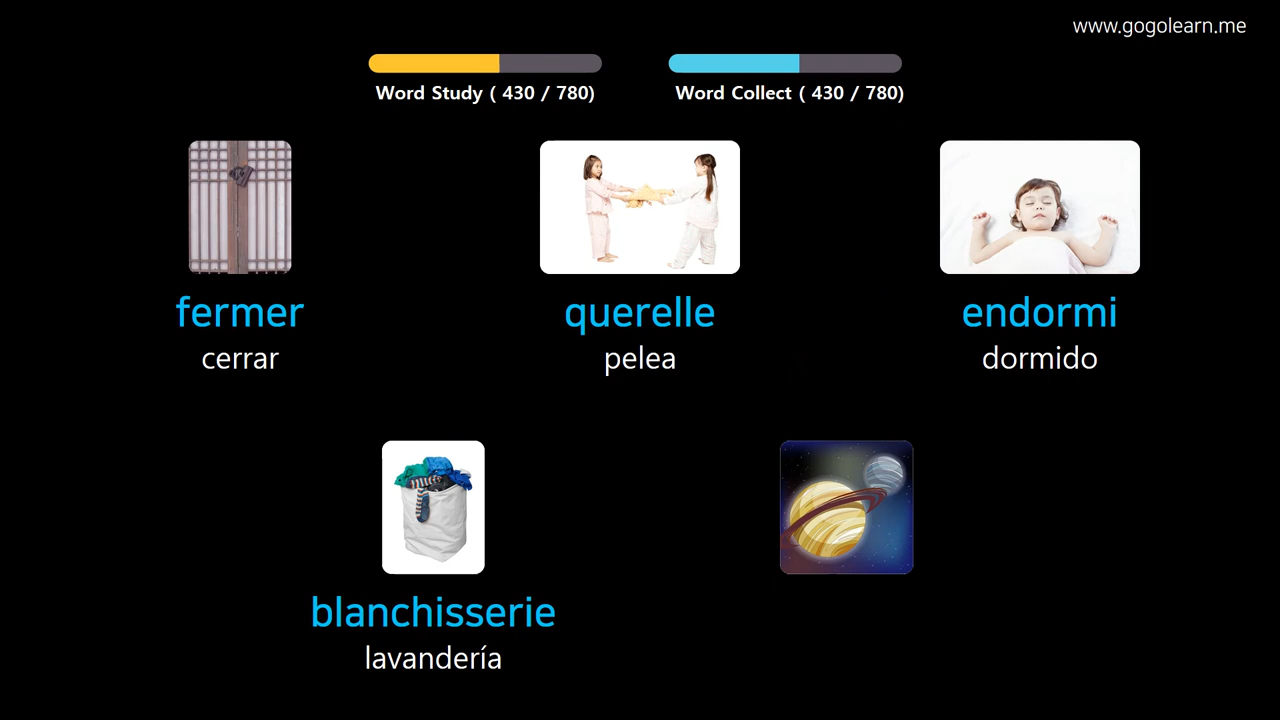 www.gogolearn.me
Word Study ( 430 / 780)
Word Collect ( 430 / 780)
fermer
cerrar
querelle
pelea
endormi
dormido
blanchisserie
lavandería